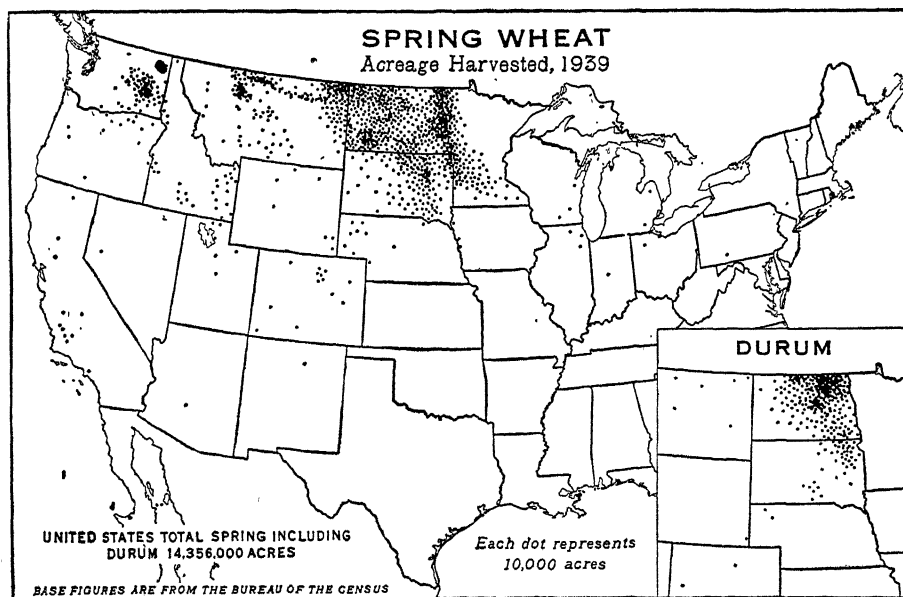 SPRING WHEAT
Acreage Harvested, 1939
DURUM
UNITED STATES TOTAL SPRING INCLUDING
DURUM 14,356,000 ACRES
Each dot represents
10,000 acres
BASE FIGURES ARE FROM THE BUREAU OF THE CENSUS